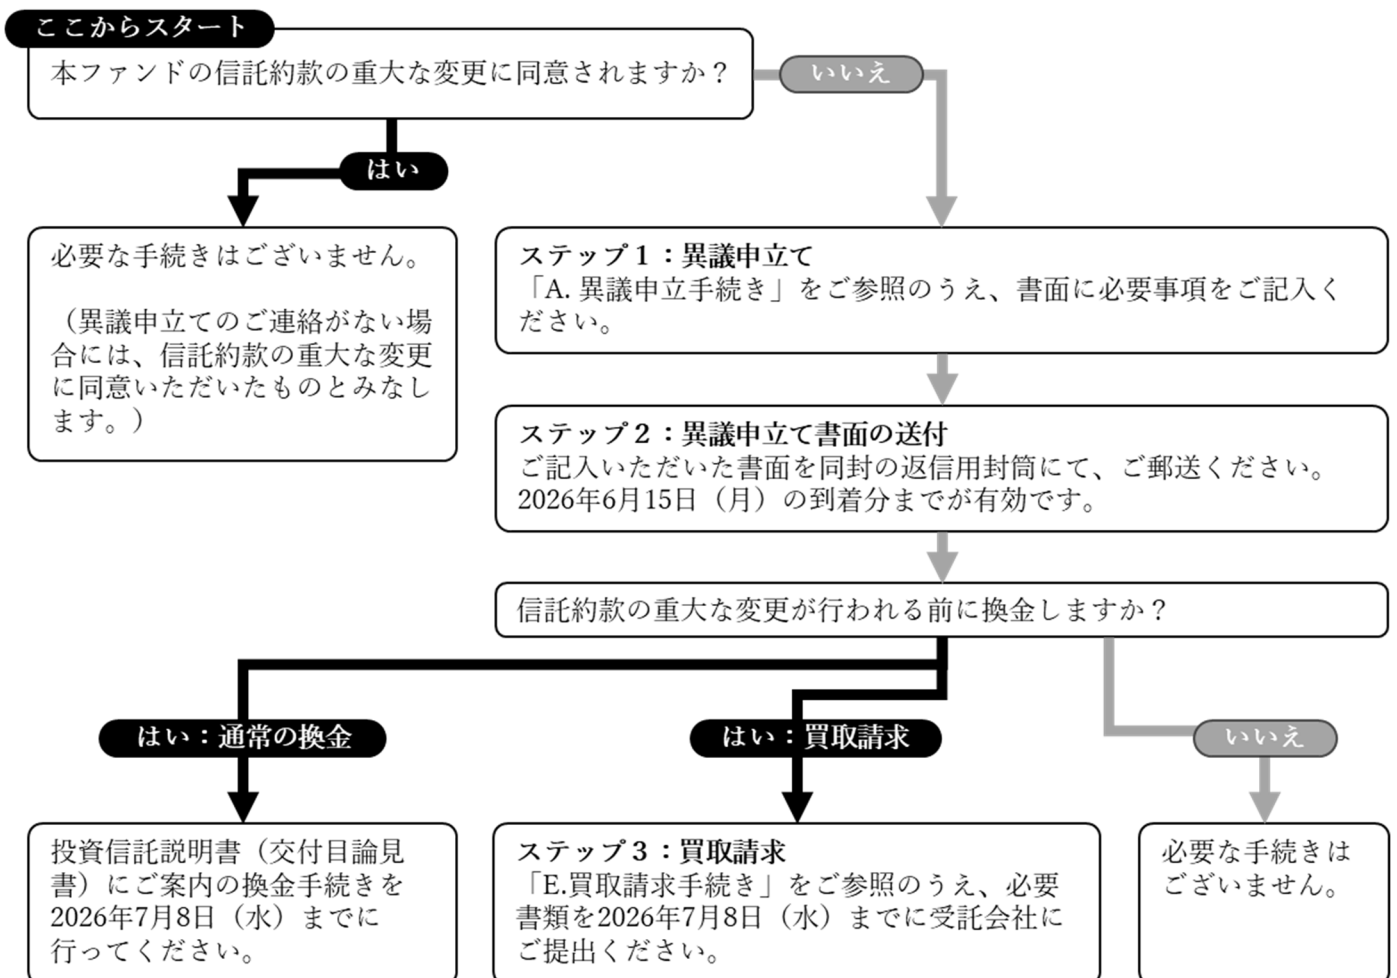 ここからスタート
本ファンドの信託約款の重大な変更に同意されますか？
いいえ
はい
必要な手続きはございません。
（異議申立てのご連絡がない場
合には、信託約款の重大な変更
に同意いただいたものとみなし
ます。）
ステップ１：異議申立て
「A. 異議申立手続き」をご参照のうえ、書面に必要事項をご記入く
ださい。
ステップ２：異議申立て書面の送付
ご記入いただいた書面を同封の返信用封筒にて、ご郵送ください。
2026年6月15日（月）の到着分までが有効です。
信託約款の重大な変更が行われる前に換金しますか？
はい：通常の換金
はい：買取請求
いいえ
投資信託説明書（交付目論見
書）にご案内の換金手続きを
2026年7月8日（水）までに
行ってください。
ステップ３：買取請求
「E.買取請求手続き」をご参照のうえ、必要
書類を2026年7月8日（水）までに受託会社に
ご提出ください。
必要な手続きは
ございません。